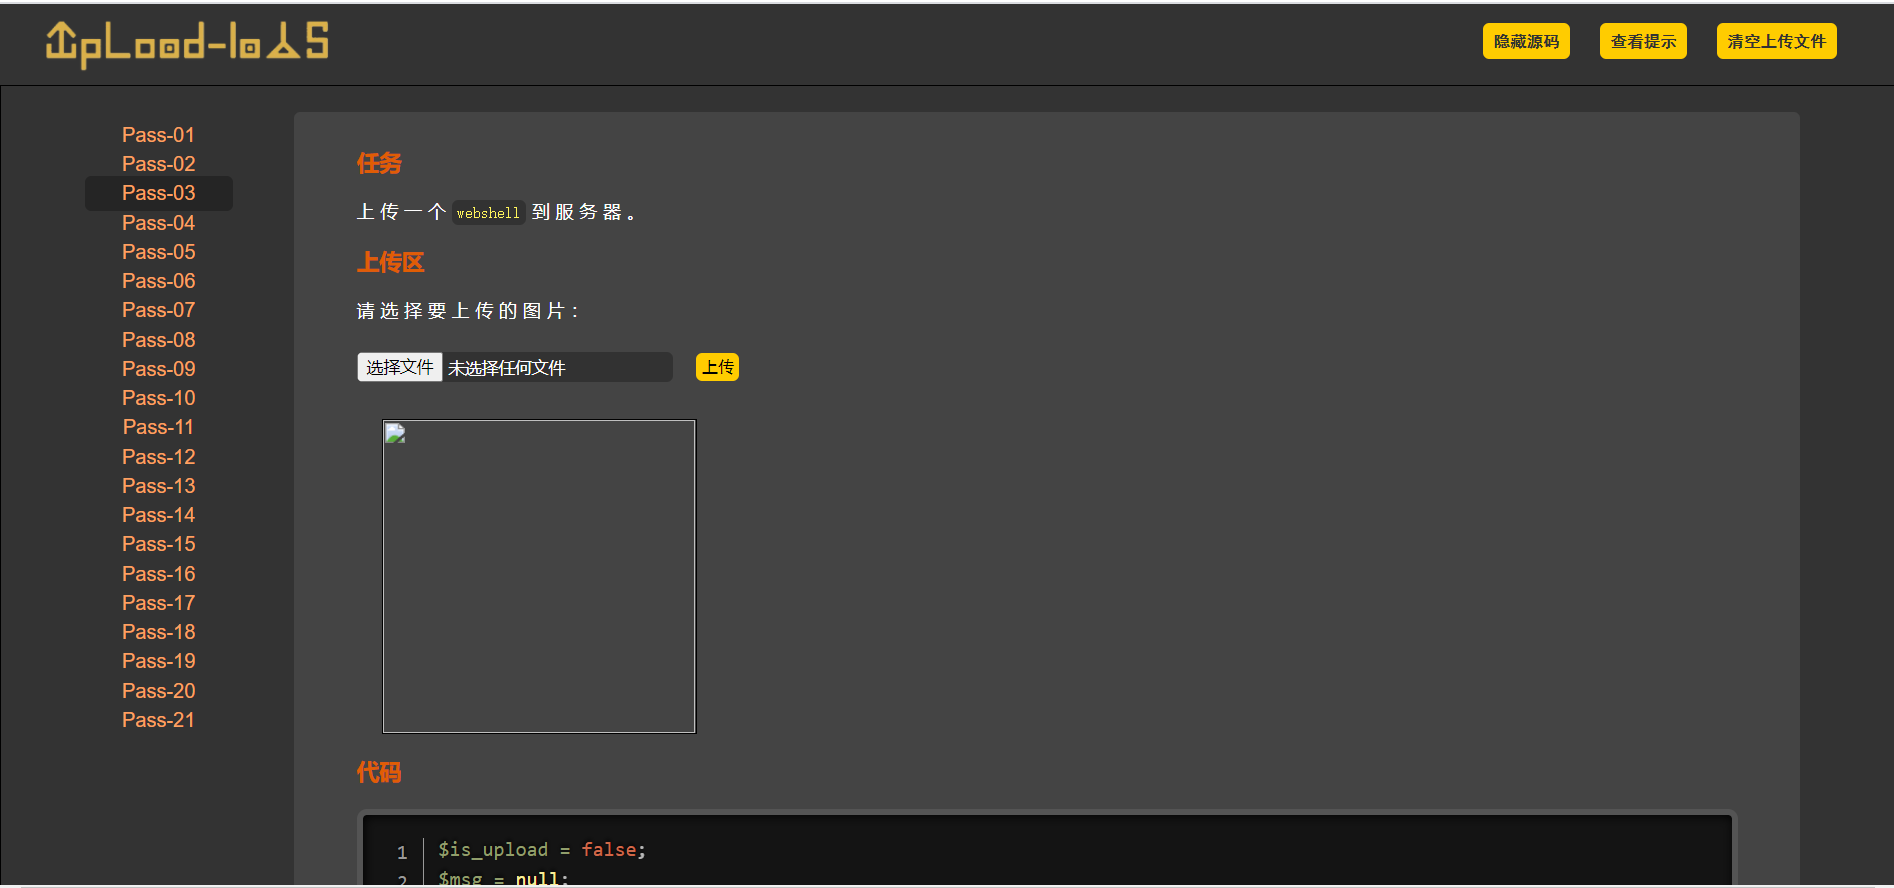 UpLoad-labs
隐藏源码 查看提示 清空上传文件
Pass-01
Pass-02
Pass-03
Pass-04
Pass-05
Pass-06
Pass-07
Pass-08
Pass-09
Pass-10
Pass-11
Pass-12
Pass-13
Pass-14
Pass-15
Pass-16
Pass-17
Pass-18
Pass-19
Pass-20
Pass-21
任务
上传一个 webshell 到服务器。
上传区
请选择要上传的图片：
选择文件 未选择任何文件 上传
代码
1 $is_upload = false;
2 $msg = null;